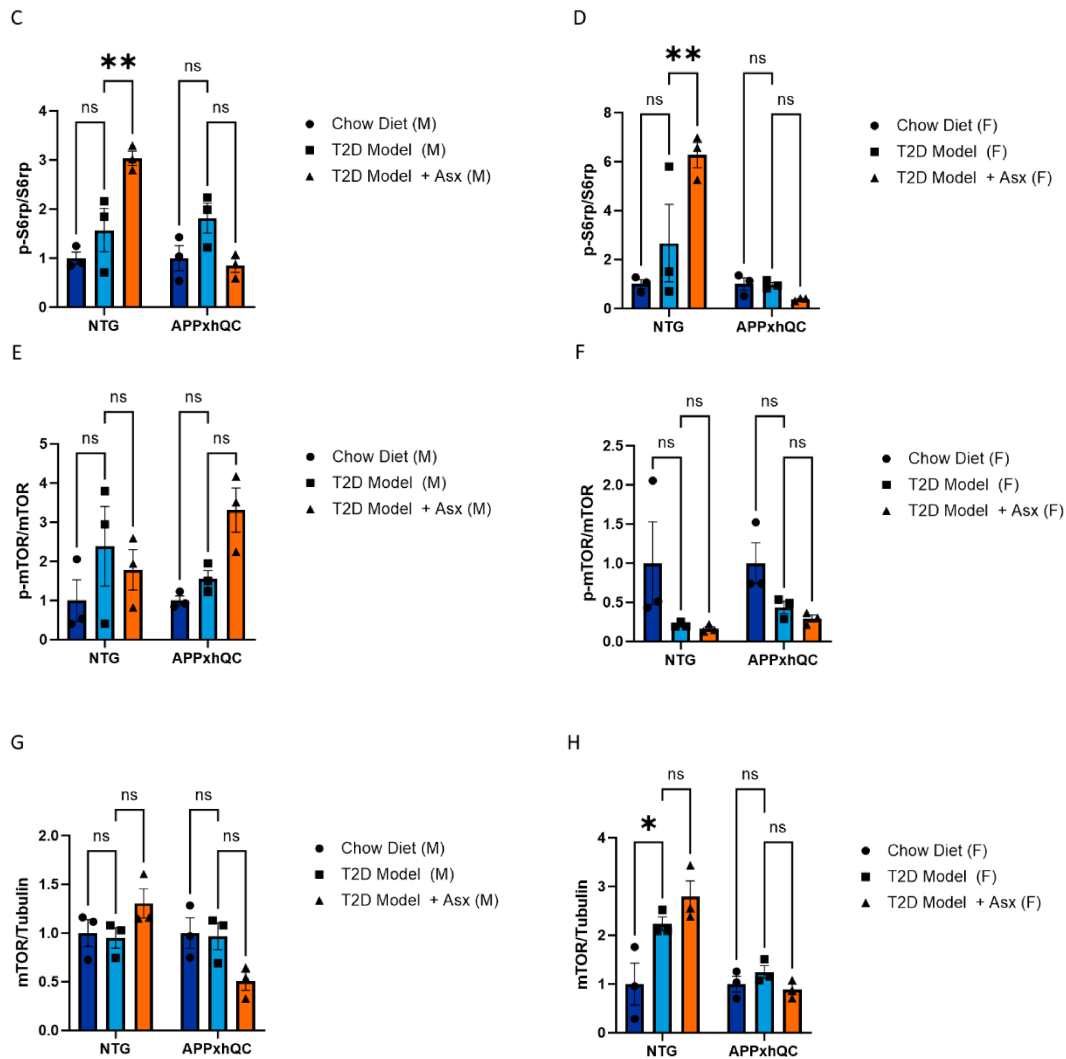 C
p-S6rp/S6rp
4
3
2
1
0
ns
**
ns
ns
NTG
APPxhQC
Chow Diet (M)
T2D Model (M)
T2D Model + Asx (M)
D
p-S6rp/S6rp
8
6
4
2
0
ns
**
ns
ns
NTG
APPxhQC
Chow Diet (F)
T2D Model (F)
T2D Model + Asx (F)
E
p-mTOR/mTOR
5
4
3
2
1
0
ns
ns
ns
ns
NTG
APPxhQC
Chow Diet (M)
T2D Model (M)
T2D Model + Asx (M)
F
p-mTOR/mTOR
2.5
2.0
1.5
1.0
0.5
0.0
ns
ns
ns
ns
NTG
APPxhQC
Chow Diet (F)
T2D Model (F)
T2D Model + Asx (F)
G
mTOR/Tubulin
2.0
1.5
1.0
0.5
0.0
ns
ns
ns
ns
NTG
APPxhQC
Chow Diet (M)
T2D Model (M)
T2D Model + Asx (M)
H
mTOR/Tubulin
4
3
2
1
0
*
ns
ns
ns
NTG
APPxhQC
Chow Diet (F)
T2D Model (F)
T2D Model + Asx (F)